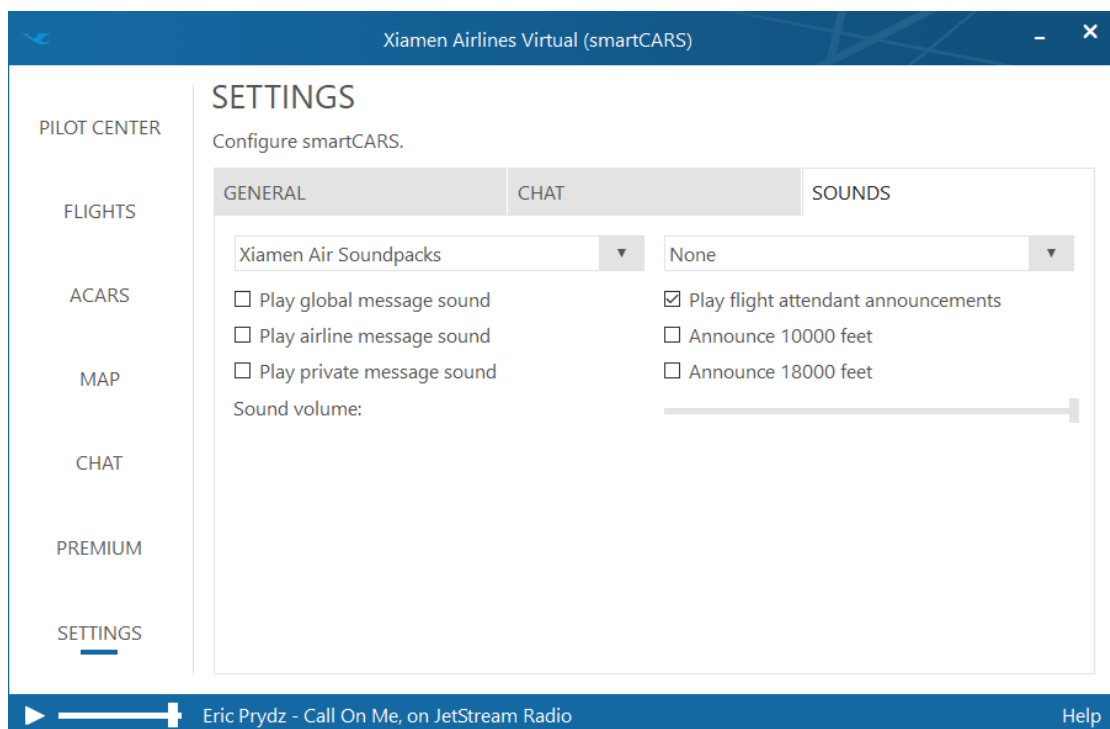 Xiamen Airlines Virtual (smartCARS)
PILOT CENTER
FLIGHTS
ACARS
MAP
CHAT
PREMIUM
SETTINGS
SETTINGS
Configure smartCARS.
GENERAL
CHAT
SOUNDS
Xiamen Air Soundpacks
None
Play global message sound
Play flight attendant announcements
Play airline message sound
Announce 10000 feet
Play private message sound
Announce 18000 feet
Sound volume:
Eric Prydz - Call On Me, on JetStream Radio
Help